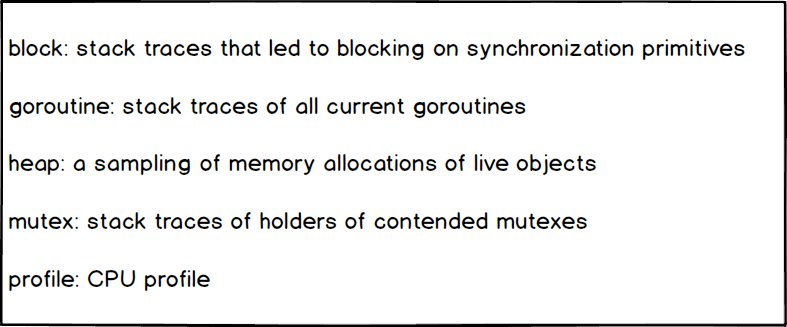 block: stack traces that led to blocking on synchronization primitives
goroutine: stack traces of all current goroutines
heap: a sampling of memory allocations of live objects
mutex: stack traces of holders of contended mutexes
profile: CPU profile